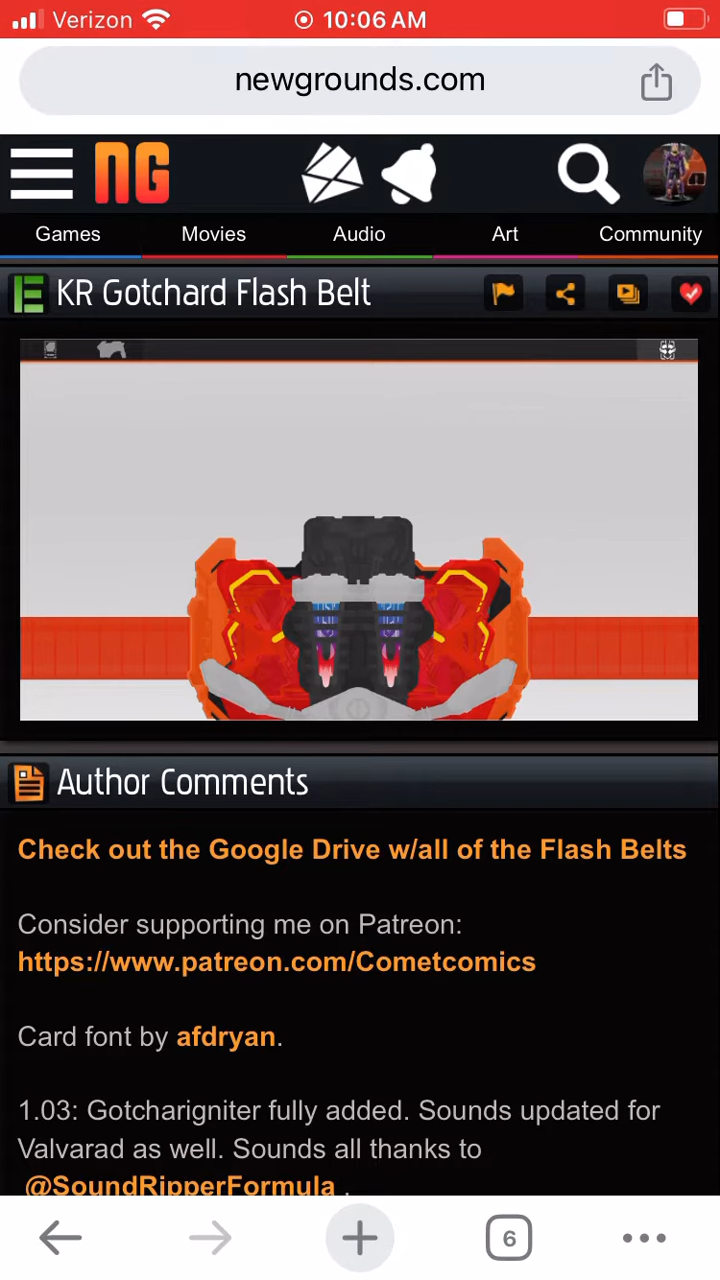 Verizon 10:06 AM
newgrounds.com
NG
Games Movies Audio Art Community
E KR Gotchard Flash Belt
Author Comments
Check out the Google Drive w/all of the Flash Belts
Consider supporting me on Patreon:
https://www.patreon.com/Cometcomics
Card font by afdryan.
1.03: Gotcharigniter fully added. Sounds updated for
Valvarad as well. Sounds all thanks to
@SoundRipperFormula .
6